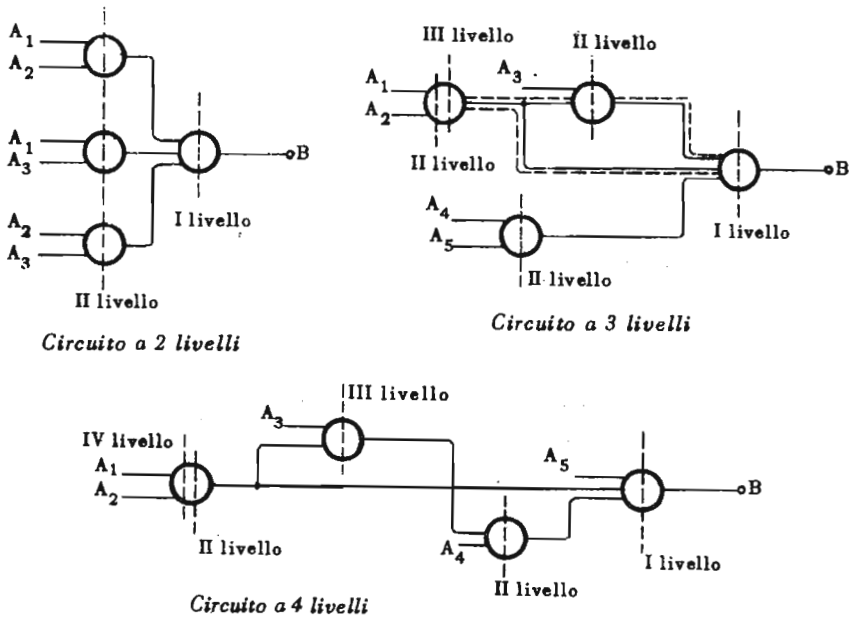 A1
A2
A1
A3
A2
A3
B
I livello
II livello
Circuito a 2 livelli
III livello
II livello
A3
A1
A2
II livello
B
A4
A5
I livello
II livello
Circuito a 3 livelli
III livello
A3
IV livello
A1
A2
A5
B
II livello
A4
I livello
II livello
Circuito a 4 livelli